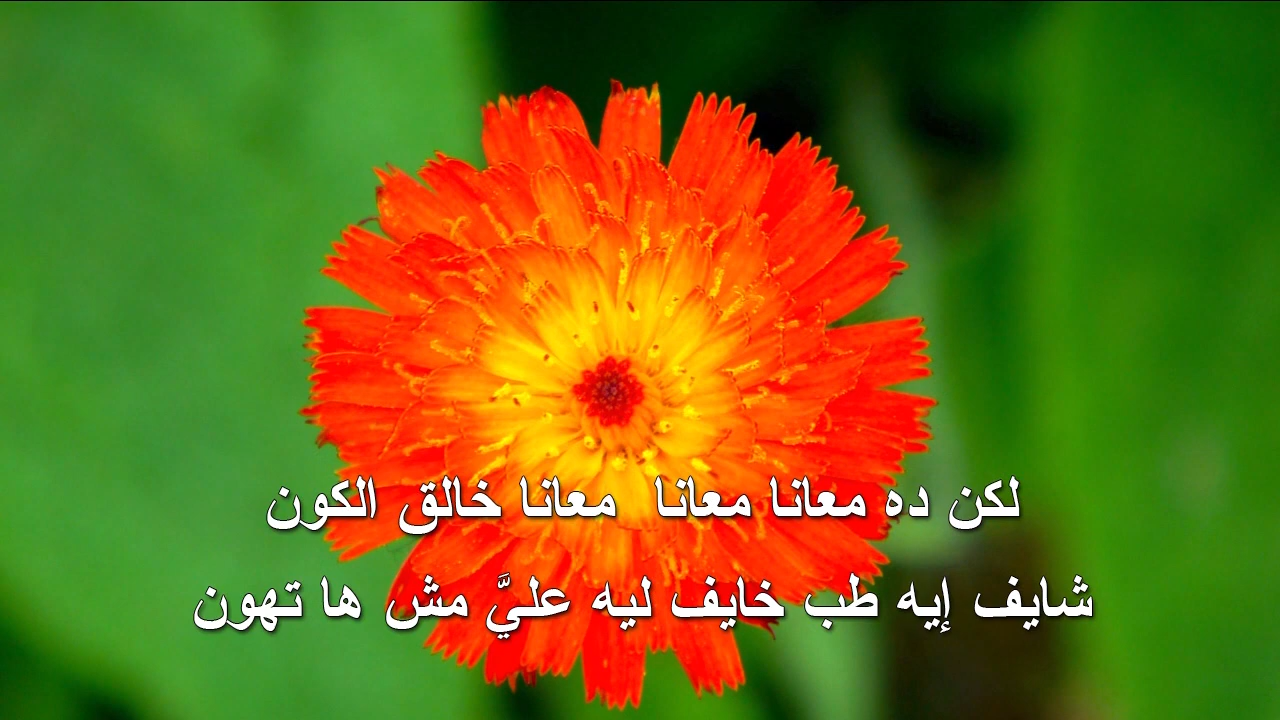 لكن ده معانا معانا معانا خالق الكون
شايف إيه طب خايف ليه عليَّ مش ها تهون